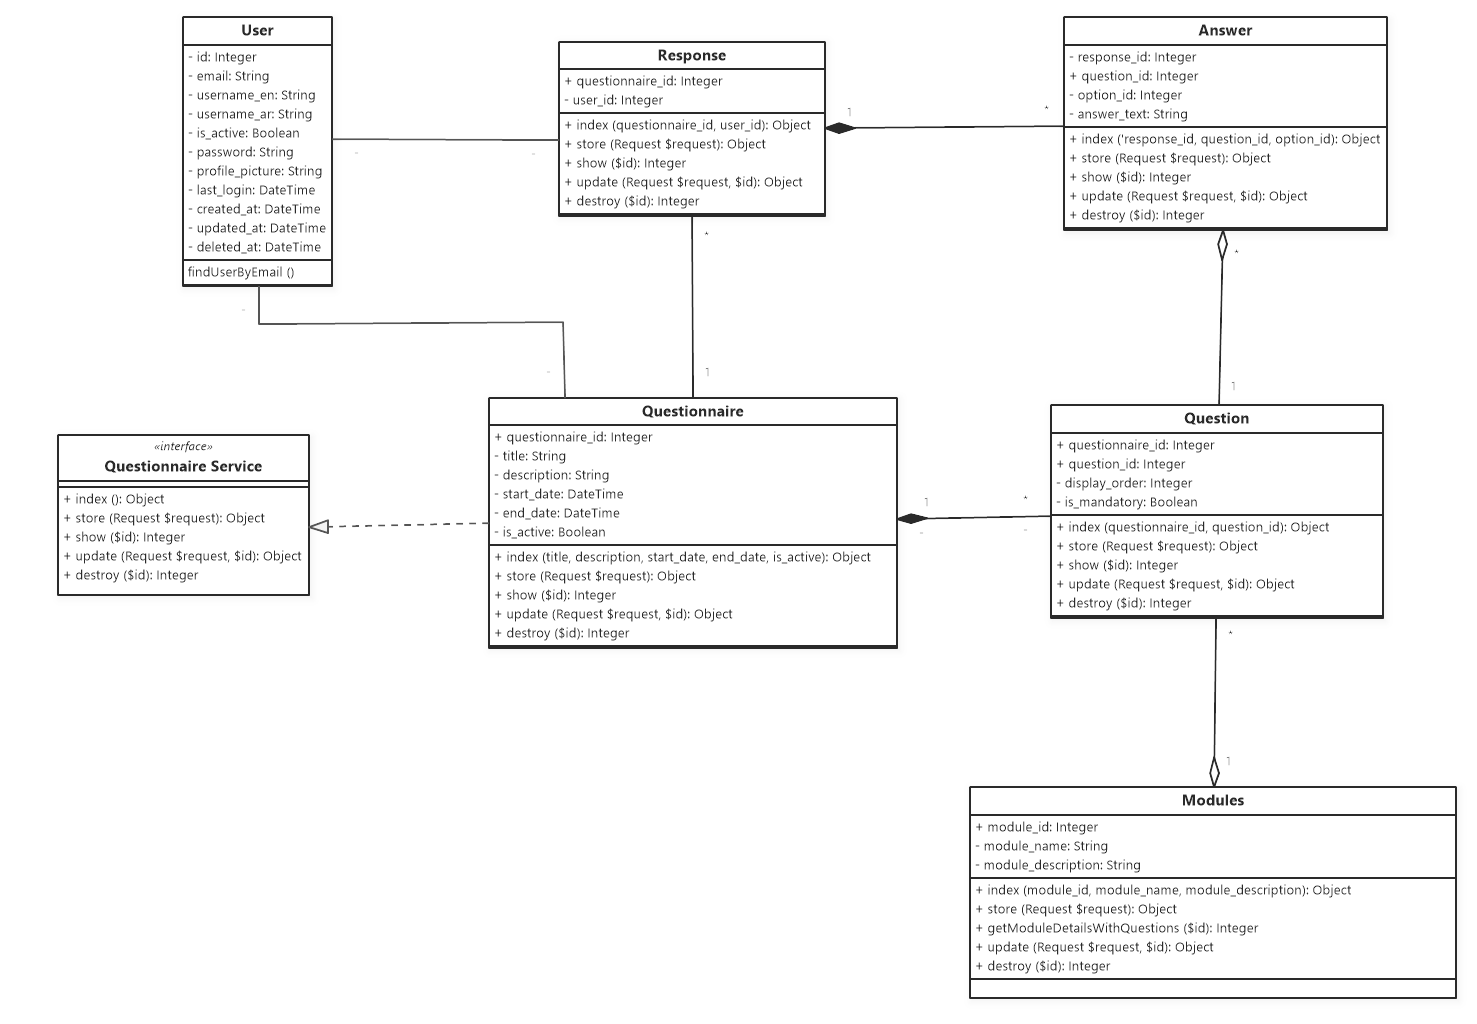 User
- id: Integer
- email: String
- username_en: String
- username_ar: String
- is_active: Boolean
- password: String
- profile_picture: String
- last_login: DateTime
- created_at: DateTime
- updated_at: DateTime
- deleted_at: DateTime
findUserByEmail ()
-
-
-
-
Response
+ questionnaire_id: Integer
- user_id: Integer
+ index (questionnaire_id, user_id): Object
+ store (Request $request): Object
+ show ($id): Integer
+ update (Request $request, $id): Object
+ destroy ($id): Integer
1
*
*
1
Answer
- response_id: Integer
+ question_id: Integer
- option_id: Integer
- answer_text: String
+ index ('response_id, question_id, option_id): Object
+ store (Request $request): Object
+ show ($id): Integer
+ update (Request $request, $id): Object
+ destroy ($id): Integer
*
1
«interface»
Questionnaire Service
+ index (): Object
+ store (Request $request): Object
+ show ($id): Integer
+ update (Request $request, $id): Object
+ destroy ($id): Integer
Questionnaire
+ questionnaire_id: Integer
- title: String
- description: String
- start_date: DateTime
- end_date: DateTime
- is_active: Boolean
+ index (title, description, start_date, end_date, is_active): Object
+ store (Request $request): Object
+ show ($id): Integer
+ update (Request $request, $id): Object
+ destroy ($id): Integer
1
*
-
-
Question
+ questionnaire_id: Integer
+ question_id: Integer
- display_order: Integer
- is_mandatory: Boolean
+ index (questionnaire_id, question_id): Object
+ store (Request $request): Object
+ show ($id): Integer
+ update (Request $request, $id): Object
+ destroy ($id): Integer
*
1
Modules
+ module_id: Integer
- module_name: String
- module_description: String
+ index (module_id, module_name, module_description): Object
+ store (Request $request): Object
+ getModuleDetailsWithQuestions ($id): Integer
+ update (Request $request, $id): Object
+ destroy ($id): Integer